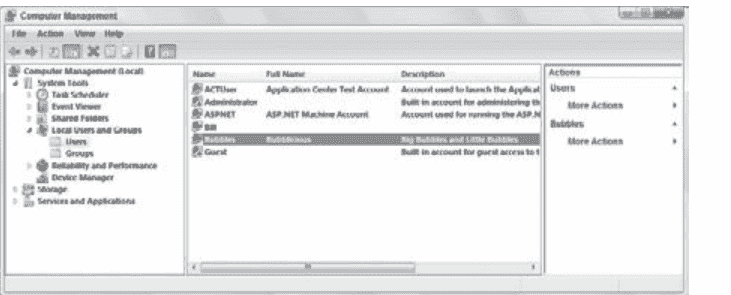 Computer Management
File Action View Help
Computer Management (Local)
System Tools
Task Scheduler
Event Viewer
Shared Folders
Local Users and Groups
Users
Groups
Reliability and Performance
Device Manager
Storage
Services and Applications
Name Full Name Description
ACTUser Application Center Test Account Account used to launch the Applicat
Administrator Built in account for administering th
ASPNET ASP.NET Machine Account Account used for running the ASP.N
Bill
Bubbles Bubblicious Big Bubbles and Little Bubbles
Guest Built in account for guest access to t
Actions
Users
More Actions
Bubbles
More Actions